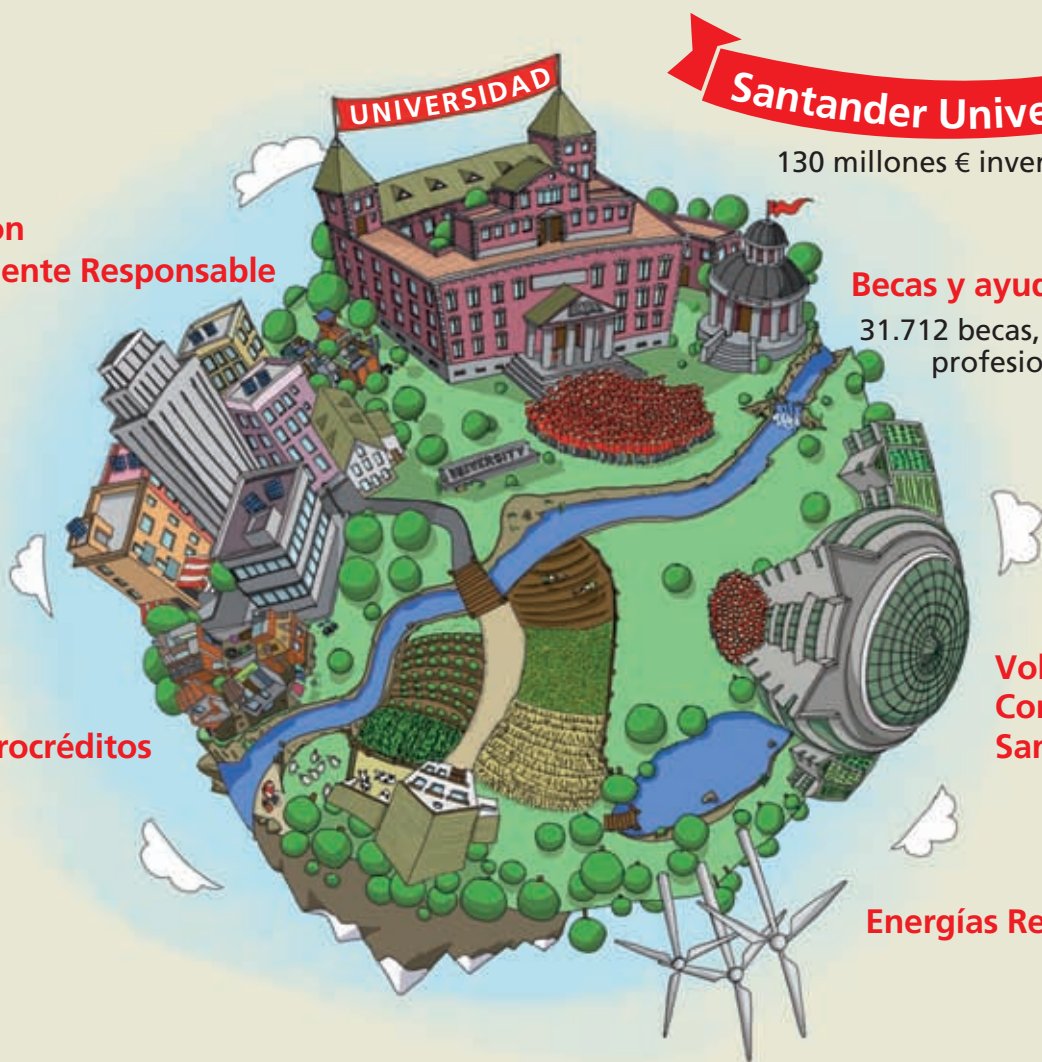 UNIVERSIDAD
Santander Unive
130 millones € inver
ón
ente Responsable
Becas y ayud
31.712 becas,
profesio
UNIVERSITY
Vol
Cor
San
rocréditos
Energías Re